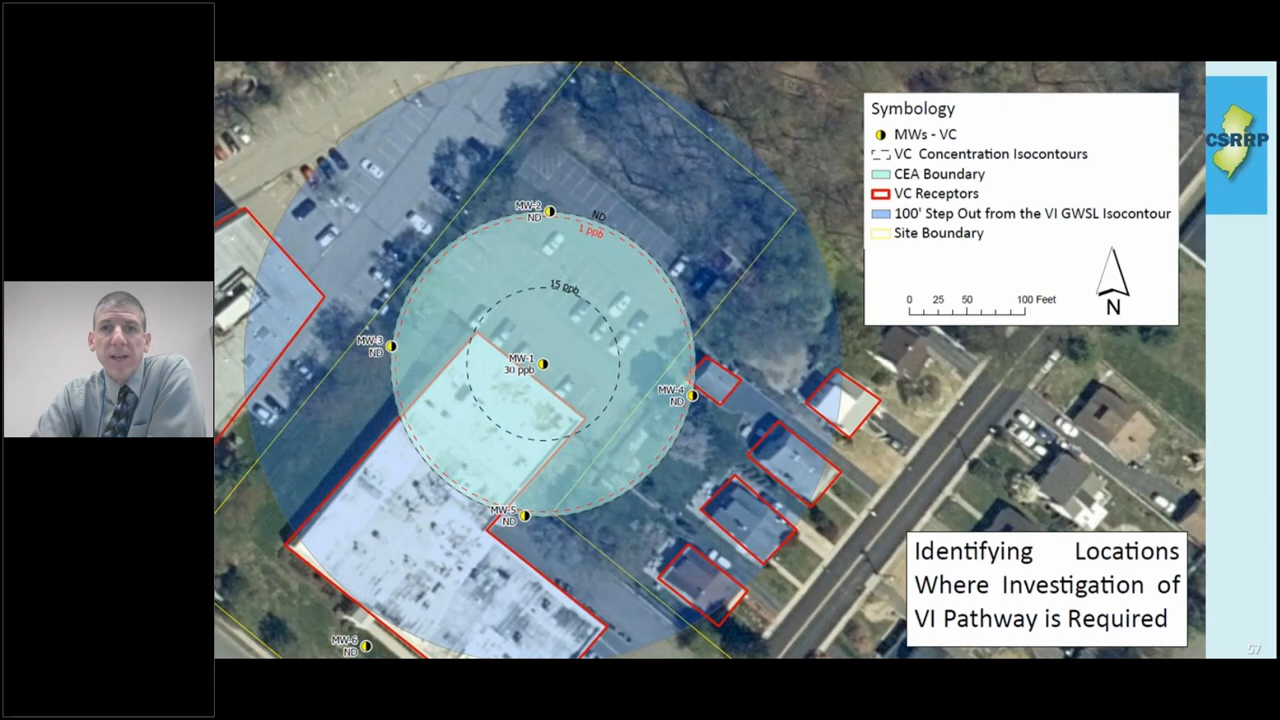 Symbology
MWs - VC
VC Concentration Isocontours
CEA Boundary
VC Receptors
100' Step Out from the VI GWSL Isocontour
Site Boundary
0 25 50 100 Feet
N
CSRRP
MW-2
ND
ND
1 ppb
15 ppb
MW-3
ND
MW-1
30 ppb
MW-4
ND
MW-5
ND
MW-6
ND
Identifying Locations
Where Investigation of
VI Pathway is Required
57